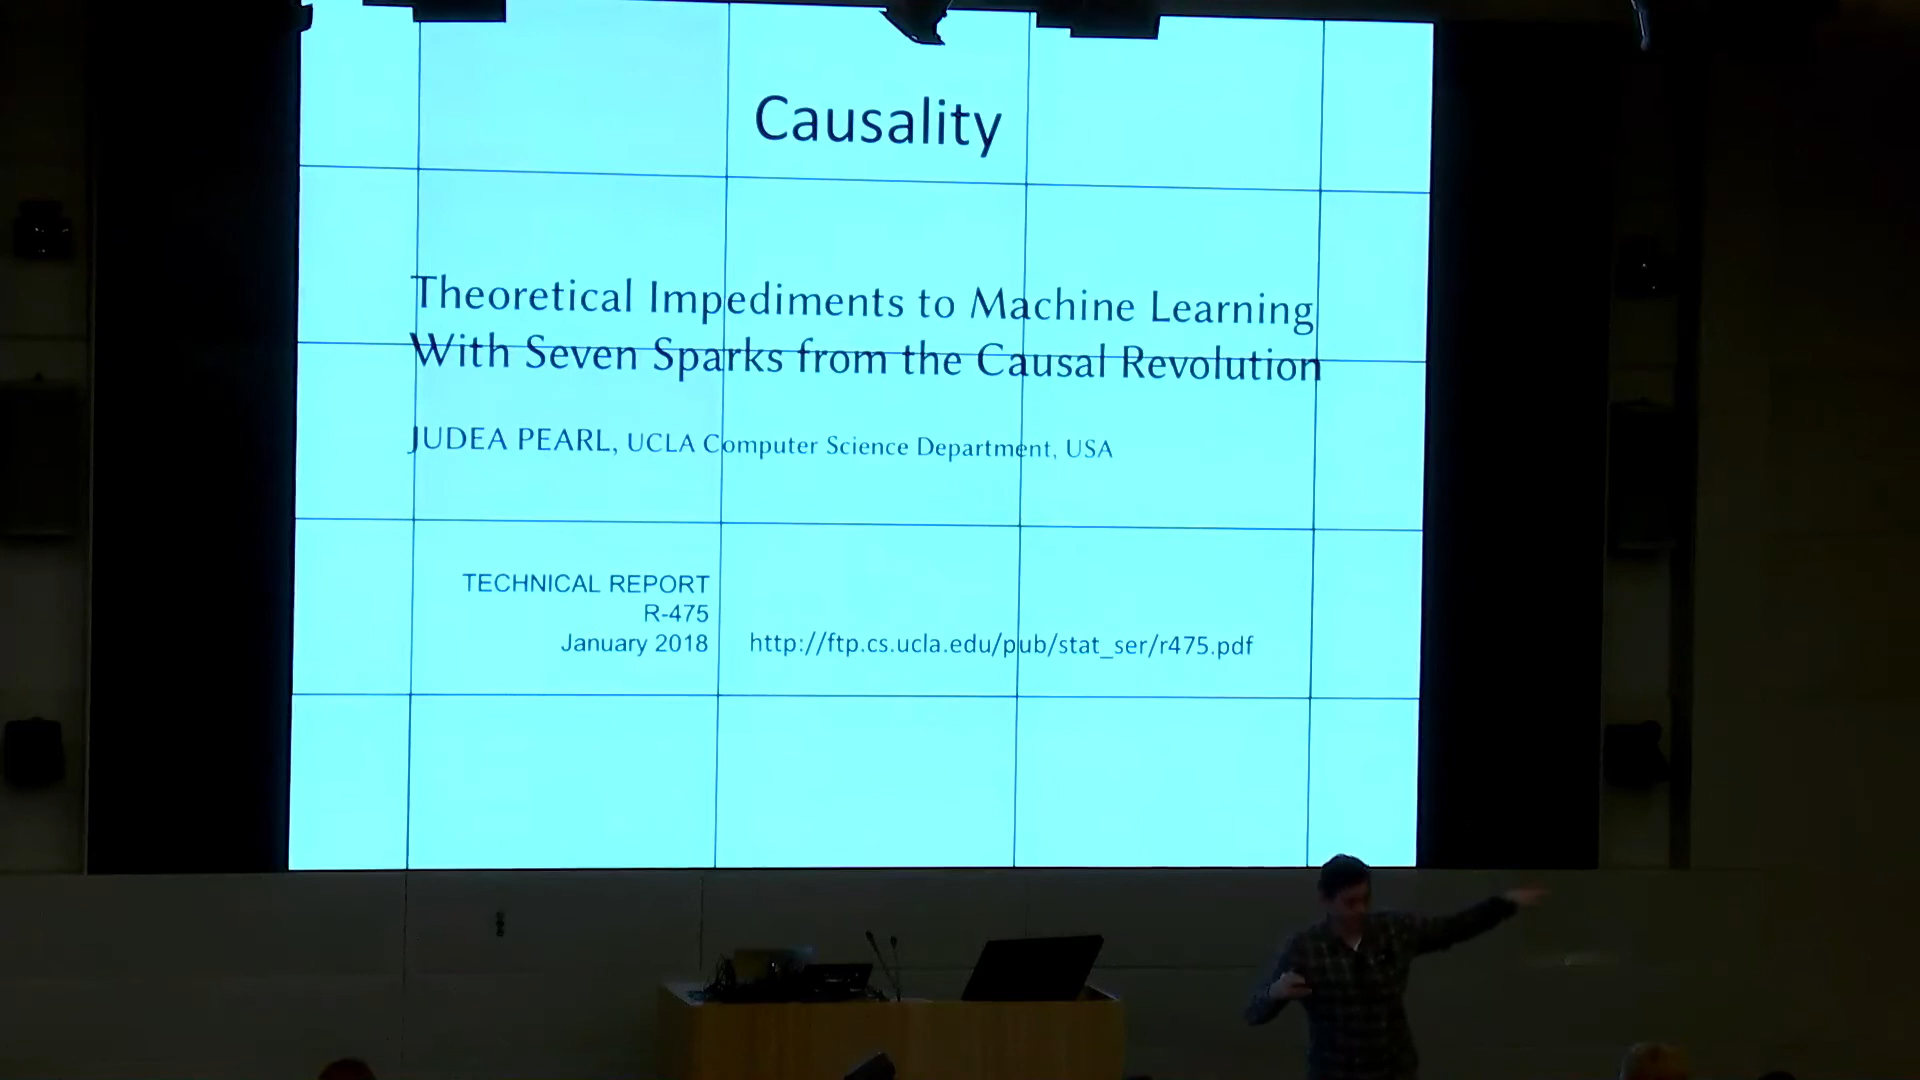 Causality
Theoretical Impediments to Machine Learning
With Seven Sparks from the Causal Revolution
JUDEA PEARL, UCLA Computer Science Department, USA
TECHNICAL REPORT
R-475
January 2018
http://ftp.cs.ucla.edu/pub/stat_ser/r475.pdf